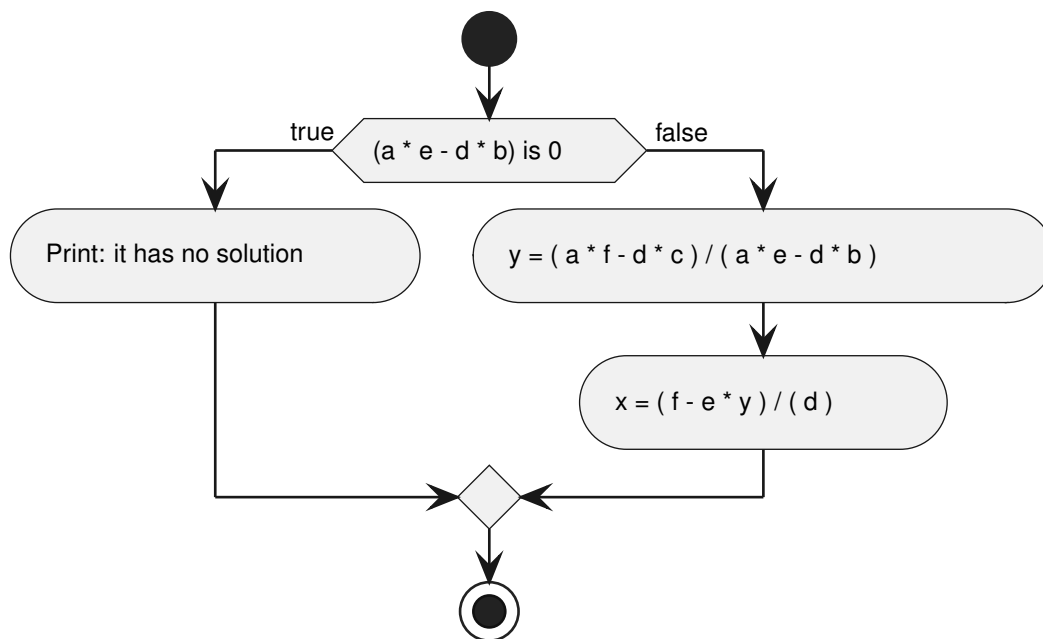 true
(a * e - d * b) is 0
false
Print: it has no solution
y = ( a * f - d * c ) / ( a * e - d * b )
x = ( f - e * y ) / ( d )